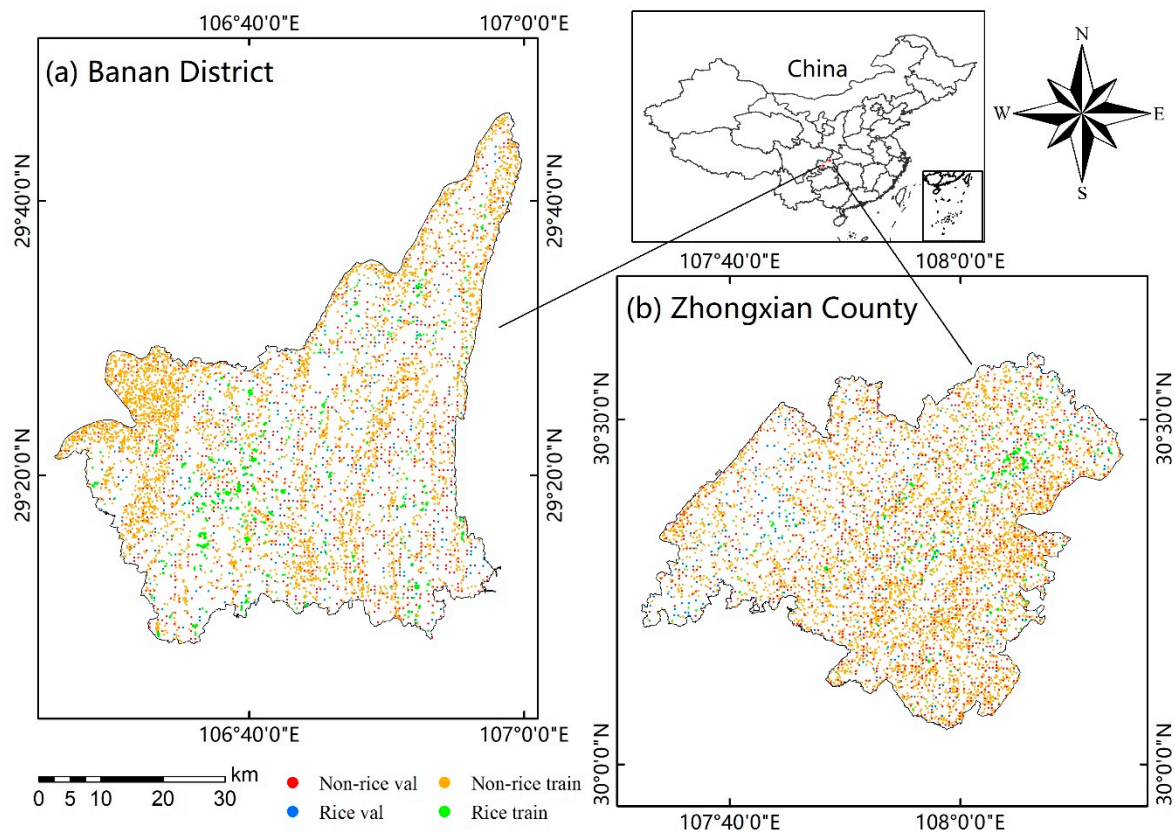 106°40'0"E
107°0'0"E
(a) Banan District
29°40'0"N
29°40'0"N
29°20'0"N
29°20'0"N
106°40'0"E
107°0'0"E
China
N
W
E
S
107°40'0"E
108°0'0"E
(b) Zhongxian County
30°30'0"N
30°30'0"N
30°0'0"N
30°0'0"N
107°40'0"E
108°0'0"E
km
0 5 10 20 30
Non-rice val
Non-rice train
Rice val
Rice train